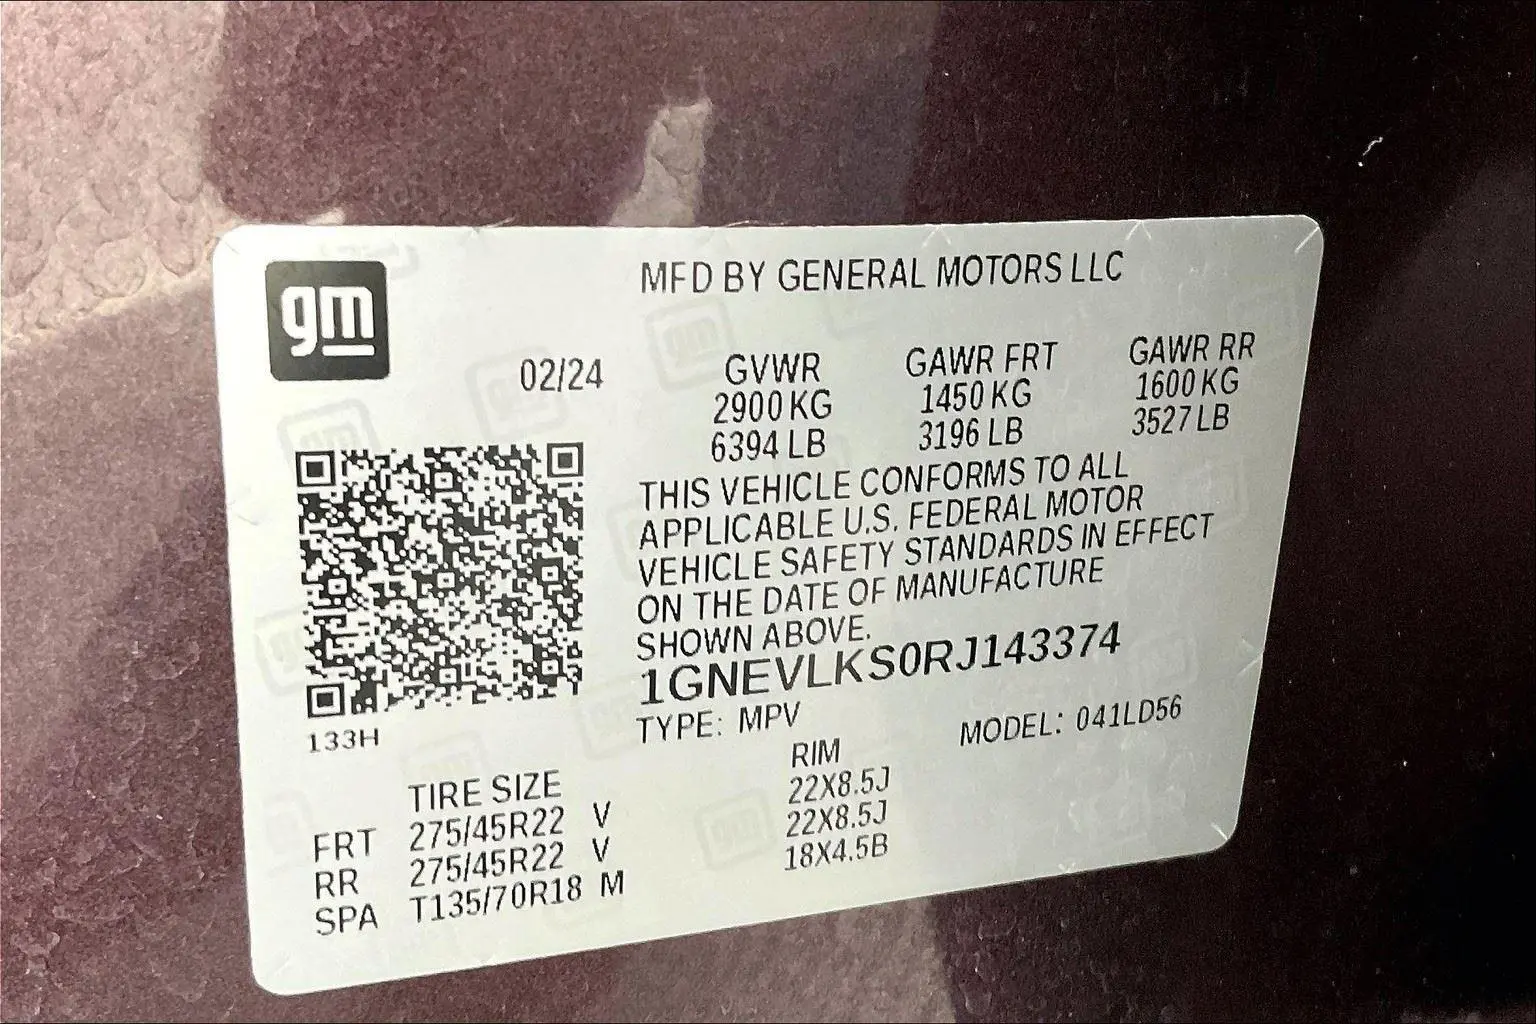 gm
MFD BY GENERAL MOTORS LLC
02/24
GVWR GAWR FRT GAWR RR
2900 KG 1450 KG 1600 KG
6394 LB 3196 LB 3527 LB
THIS VEHICLE CONFORMS TO ALL
APPLICABLE U.S. FEDERAL MOTOR
VEHICLE SAFETY STANDARDS IN EFFECT
ON THE DATE OF MANUFACTURE
SHOWN ABOVE.
1GNEVLKS0RJ143374
TYPE: MPV MODEL: 041LD56
133H
TIRE SIZE RIM
FRT 275/45R22 V 22X8.5J
RR 275/45R22 V 22X8.5J
SPA T135/70R18 M 18X4.5B